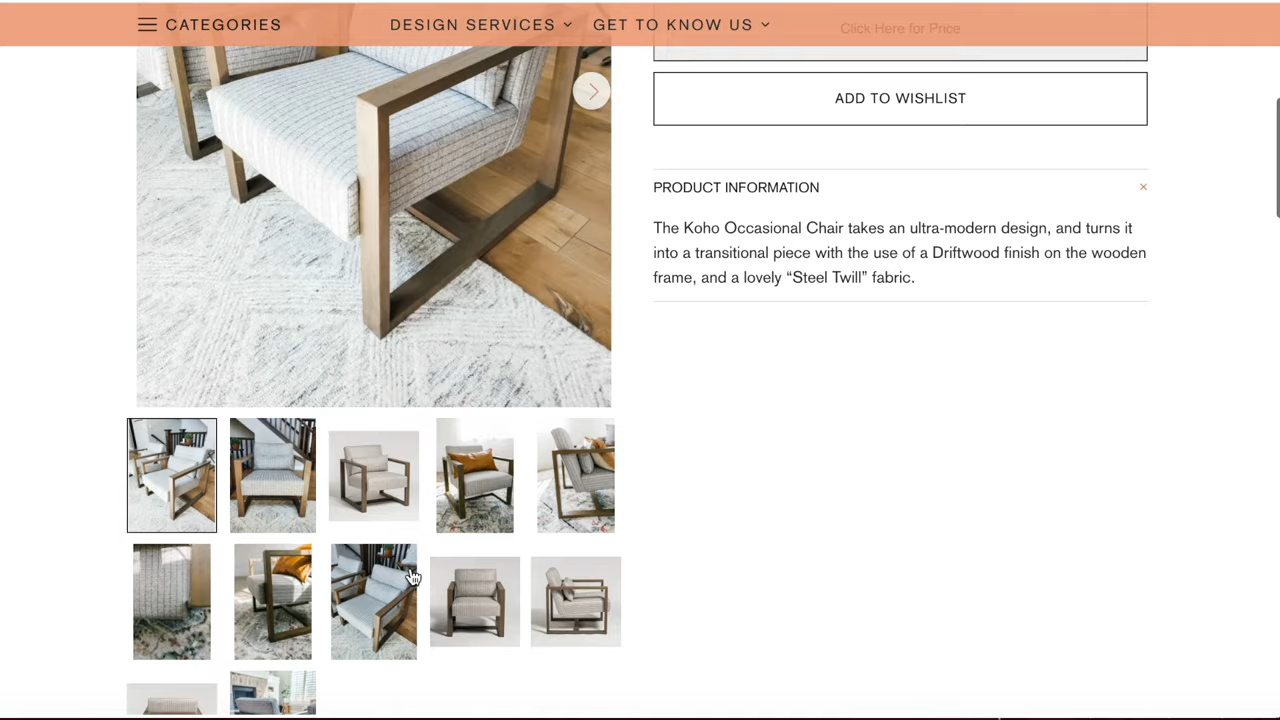 CATEGORIES
DESIGN SERVICES
GET TO KNOW US
Click Here for Price
ADD TO WISHLIST
PRODUCT INFORMATION
The Koho Occasional Chair takes an ultra-modern design, and turns it
into a transitional piece with the use of a Driftwood finish on the wooden
frame, and a lovely “Steel Twill” fabric.